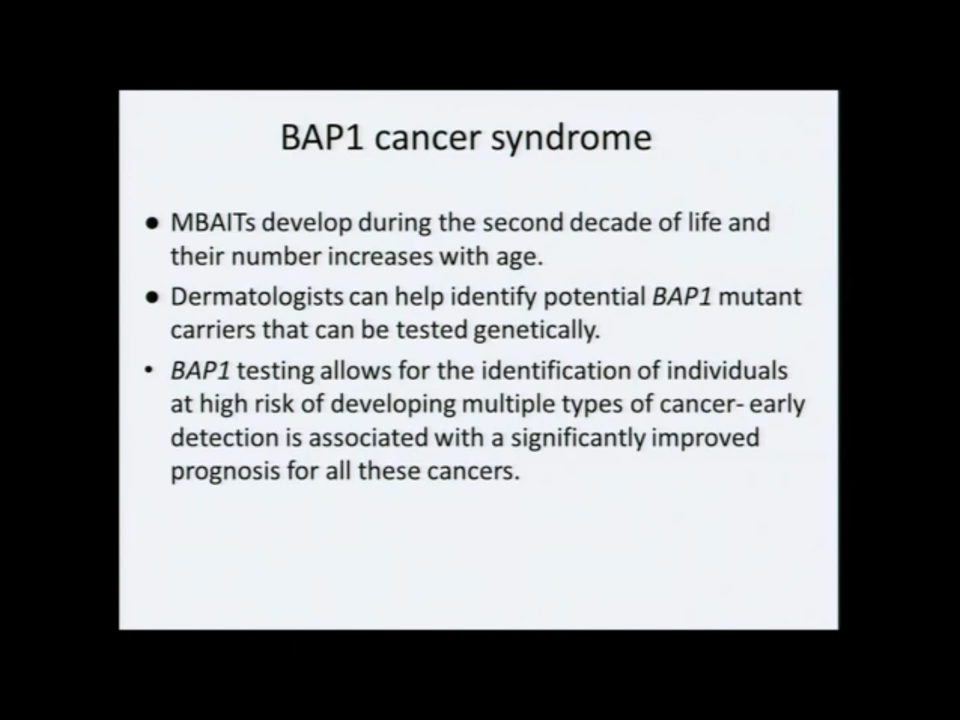 BAP1 cancer syndrome
● MBAITs develop during the second decade of life and
their number increases with age.
● Dermatologists can help identify potential BAP1 mutant
carriers that can be tested genetically.
• BAP1 testing allows for the identification of individuals
at high risk of developing multiple types of cancer- early
detection is associated with a significantly improved
prognosis for all these cancers.